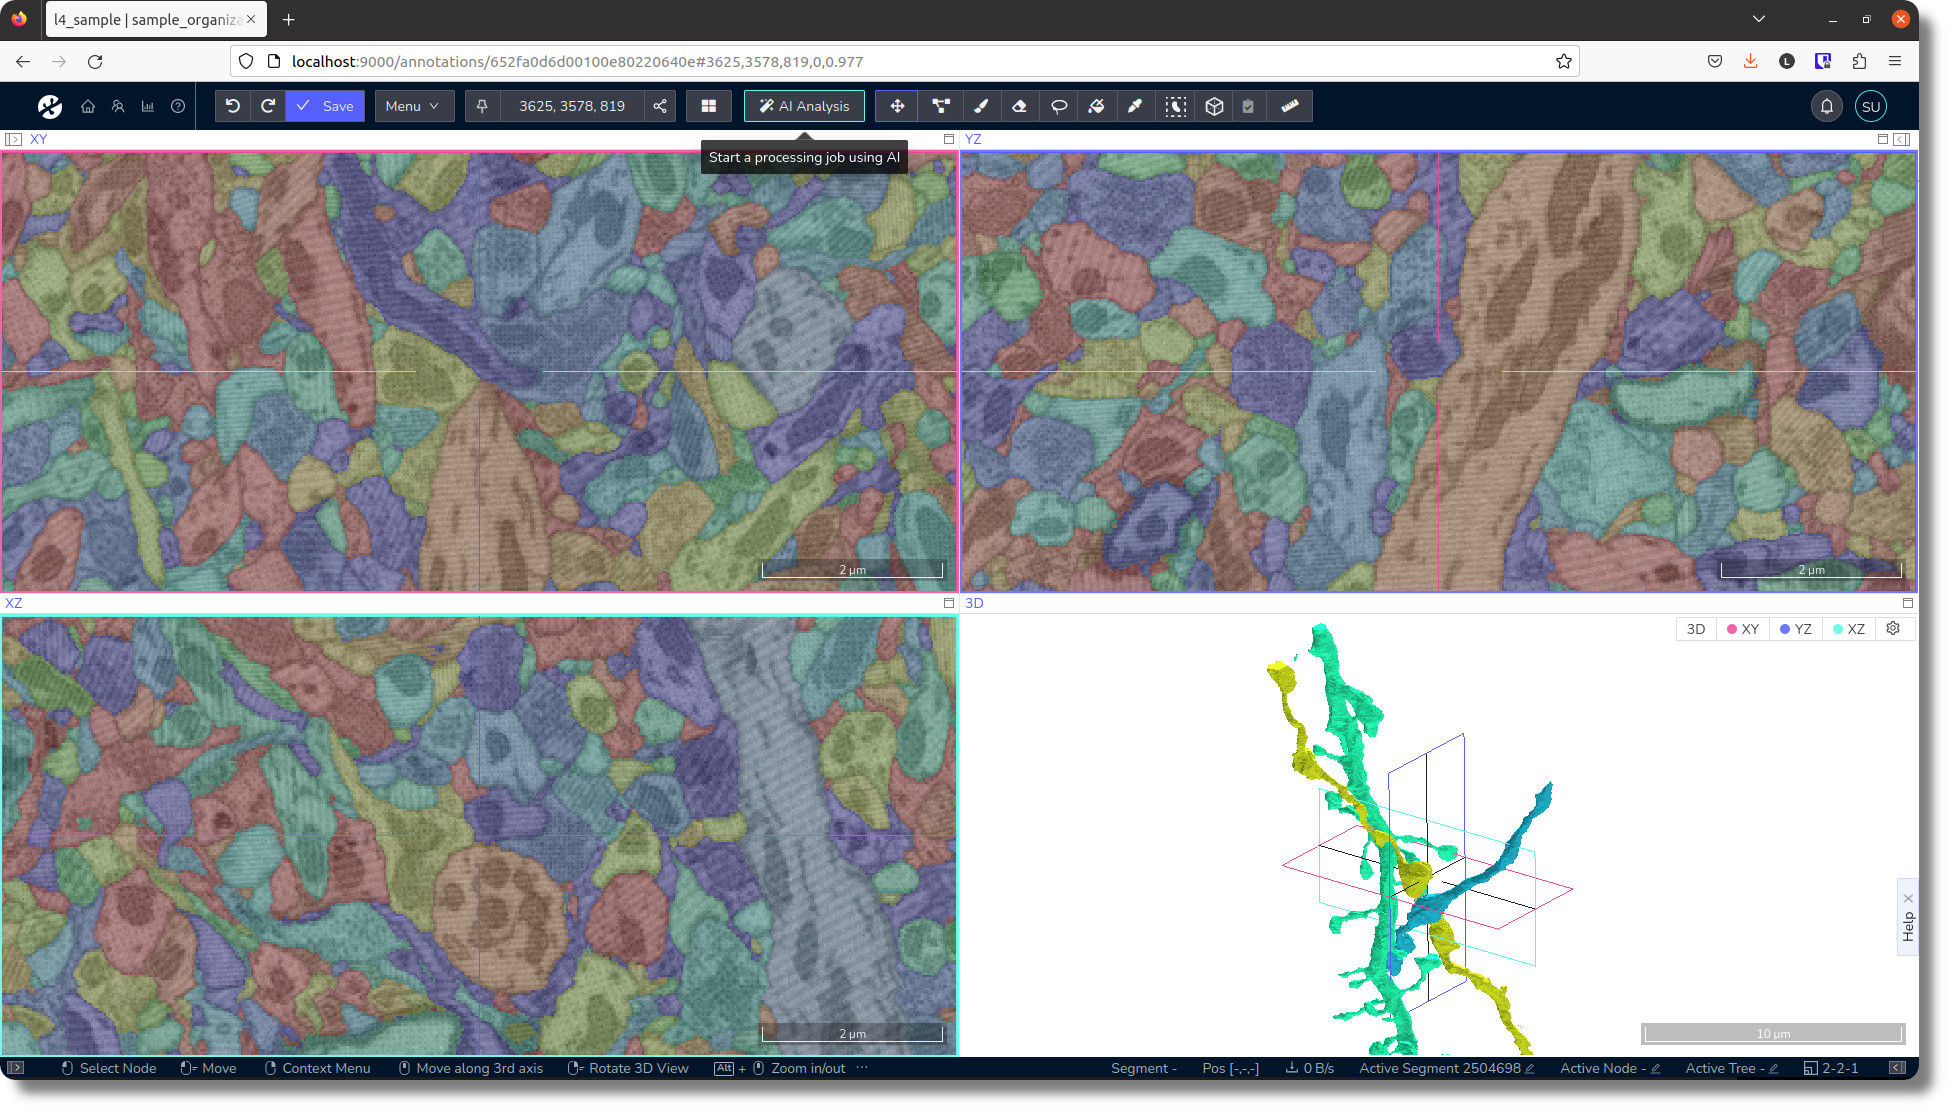 l4_sample | sample_organiza
localhost:9000/annotations/652fa0d6d00100e80220640e#3625,3578,819,0,0.977
L
Save
Menu
3625, 3578, 819
AI Analysis
SU
XY
YZ
Start a processing job using AI
2 µm
2 µm
XZ
3D
3D
XY
YZ
XZ
Help
2 µm
10 µm
Select Node
Move
Context Menu
Move along 3rd axis
Rotate 3D View
Alt + Zoom in/out
Segment -
Pos [-,-,-]
0 B/s
Active Segment 2504698
Active Node -
Active Tree -
2-2-1